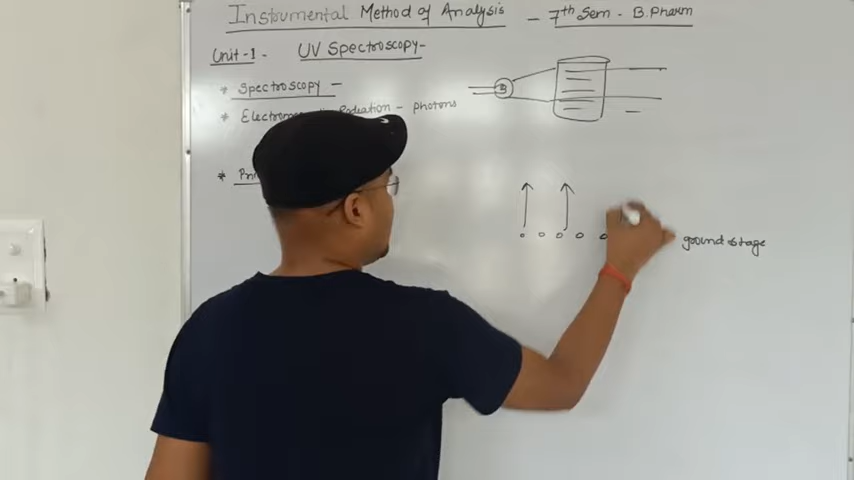 Instrumental Method of Analysis - 7th Sem - B.Pharm
Unit-1 - UV Spectroscopy-
* Spectroscopy -
* Radiation - photons
*
ground stage